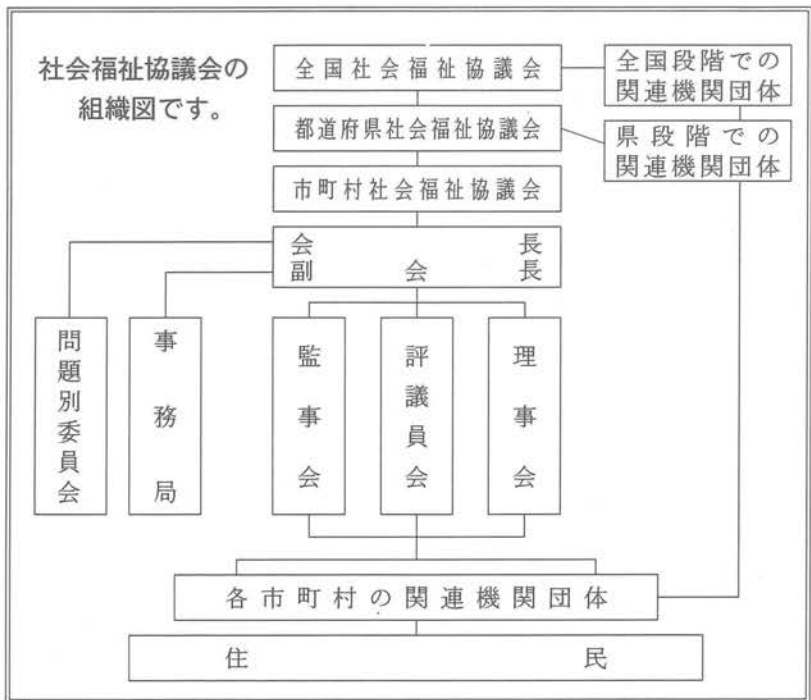 社会福祉協議会の
組織図です。
全国社会福祉協議会
全国段階での
関連機関団体
都道府県社会福祉協議会
県段階での
関連機関団体
市町村社会福祉協議会
会長
副会長
問題別委員会
事務局
監事会
評議員会
理事会
各市町村の関連機関団体
住民